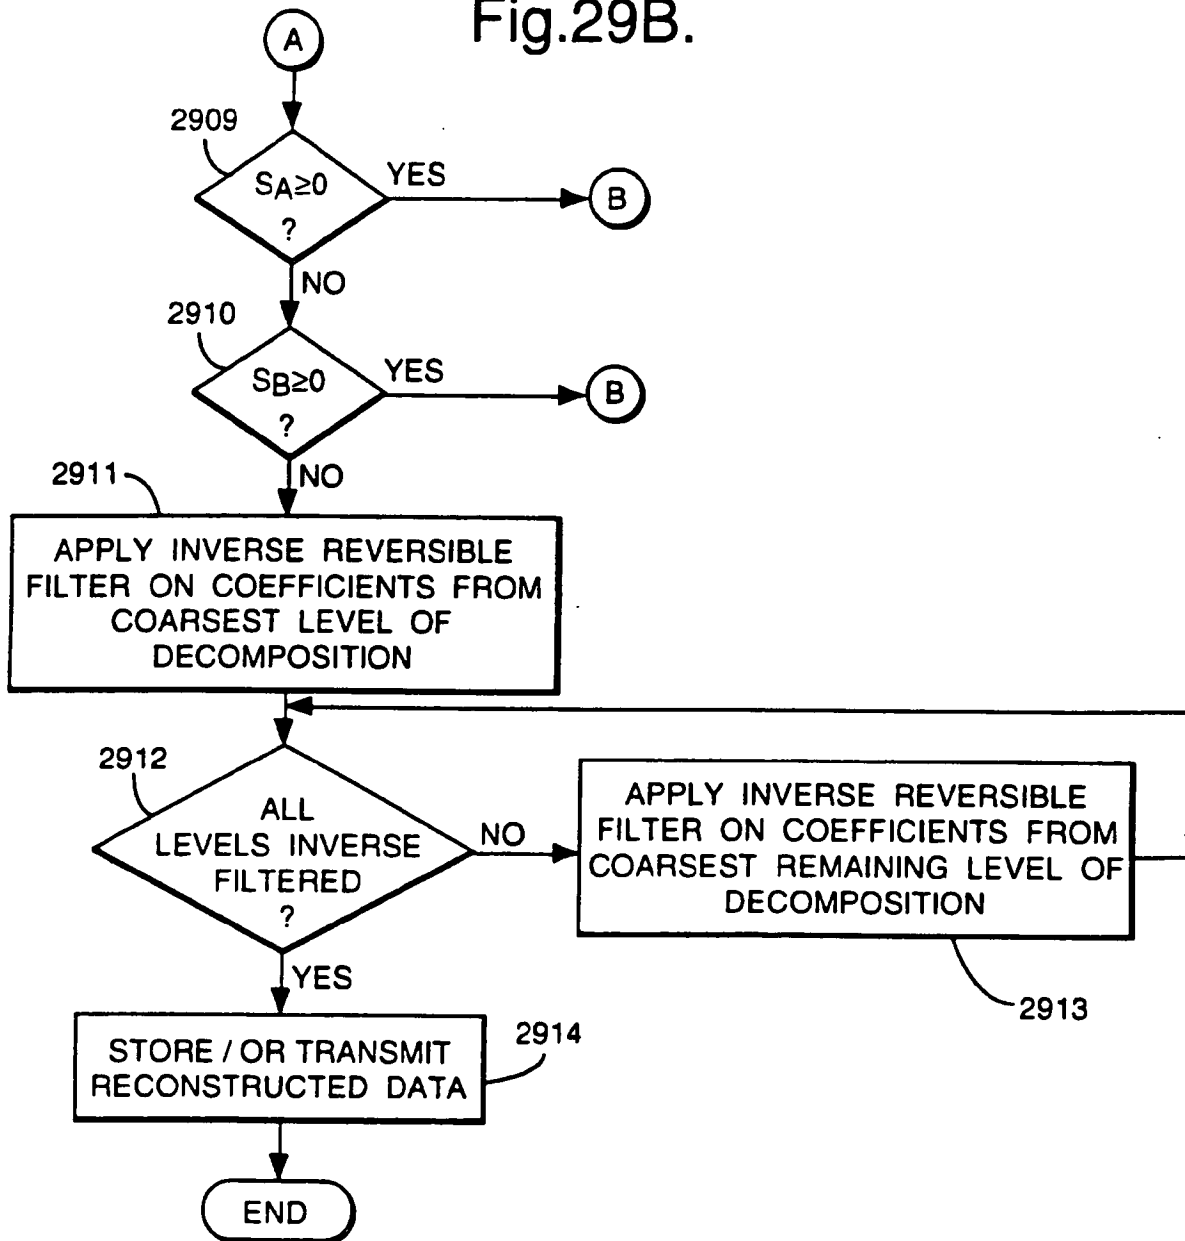 Fig.29B.
A
2909
SA≥0
?
YES
B
NO
2910
SB≥0
?
YES
B
NO
2911
APPLY INVERSE REVERSIBLE
FILTER ON COEFFICIENTS FROM
COARSEST LEVEL OF
DECOMPOSITION
2912
ALL
LEVELS INVERSE
FILTERED
?
NO
APPLY INVERSE REVERSIBLE
FILTER ON COEFFICIENTS FROM
COARSEST REMAINING LEVEL OF
DECOMPOSITION
2913
YES
STORE / OR TRANSMIT
RECONSTRUCTED DATA
2914
END